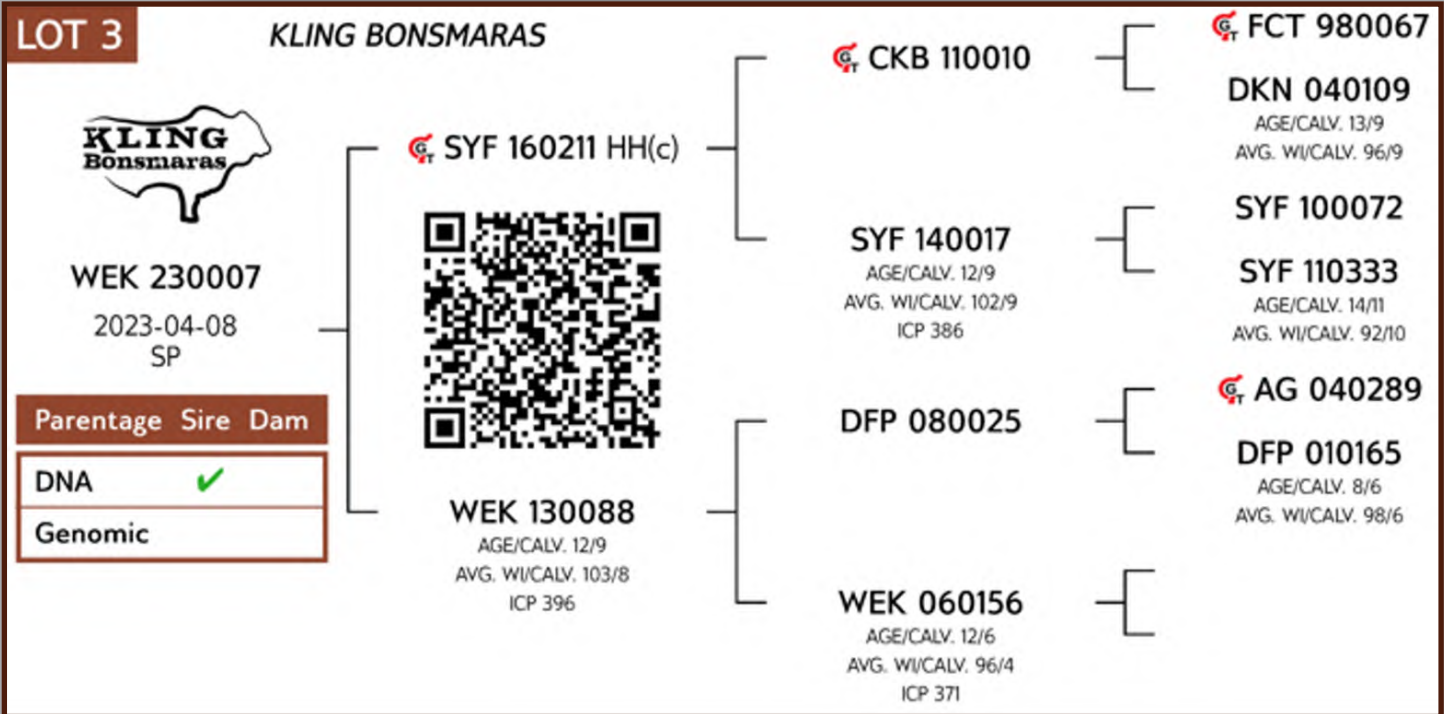 LOT 3
KLING BONSMARAS
KLING
Bonsmaras
WEK 230007
2023-04-08
SP
Parentage Sire Dam
DNA ✔
Genomic
GT SYF 160211 HH(c)
WEK 130088
AGE/CALV. 12/9
AVG. WI/CALV. 103/8
ICP 396
GT CKB 110010
SYF 140017
AGE/CALV. 12/9
AVG. WI/CALV. 102/9
ICP 386
DFP 080025
WEK 060156
AGE/CALV. 12/6
AVG. WI/CALV. 96/4
ICP 371
GT FCT 980067
DKN 040109
AGE/CALV. 13/9
AVG. WI/CALV. 96/9
SYF 100072
SYF 110333
AGE/CALV. 14/11
AVG. WI/CALV. 92/10
GT AG 040289
DFP 010165
AGE/CALV. 8/6
AVG. WI/CALV. 98/6